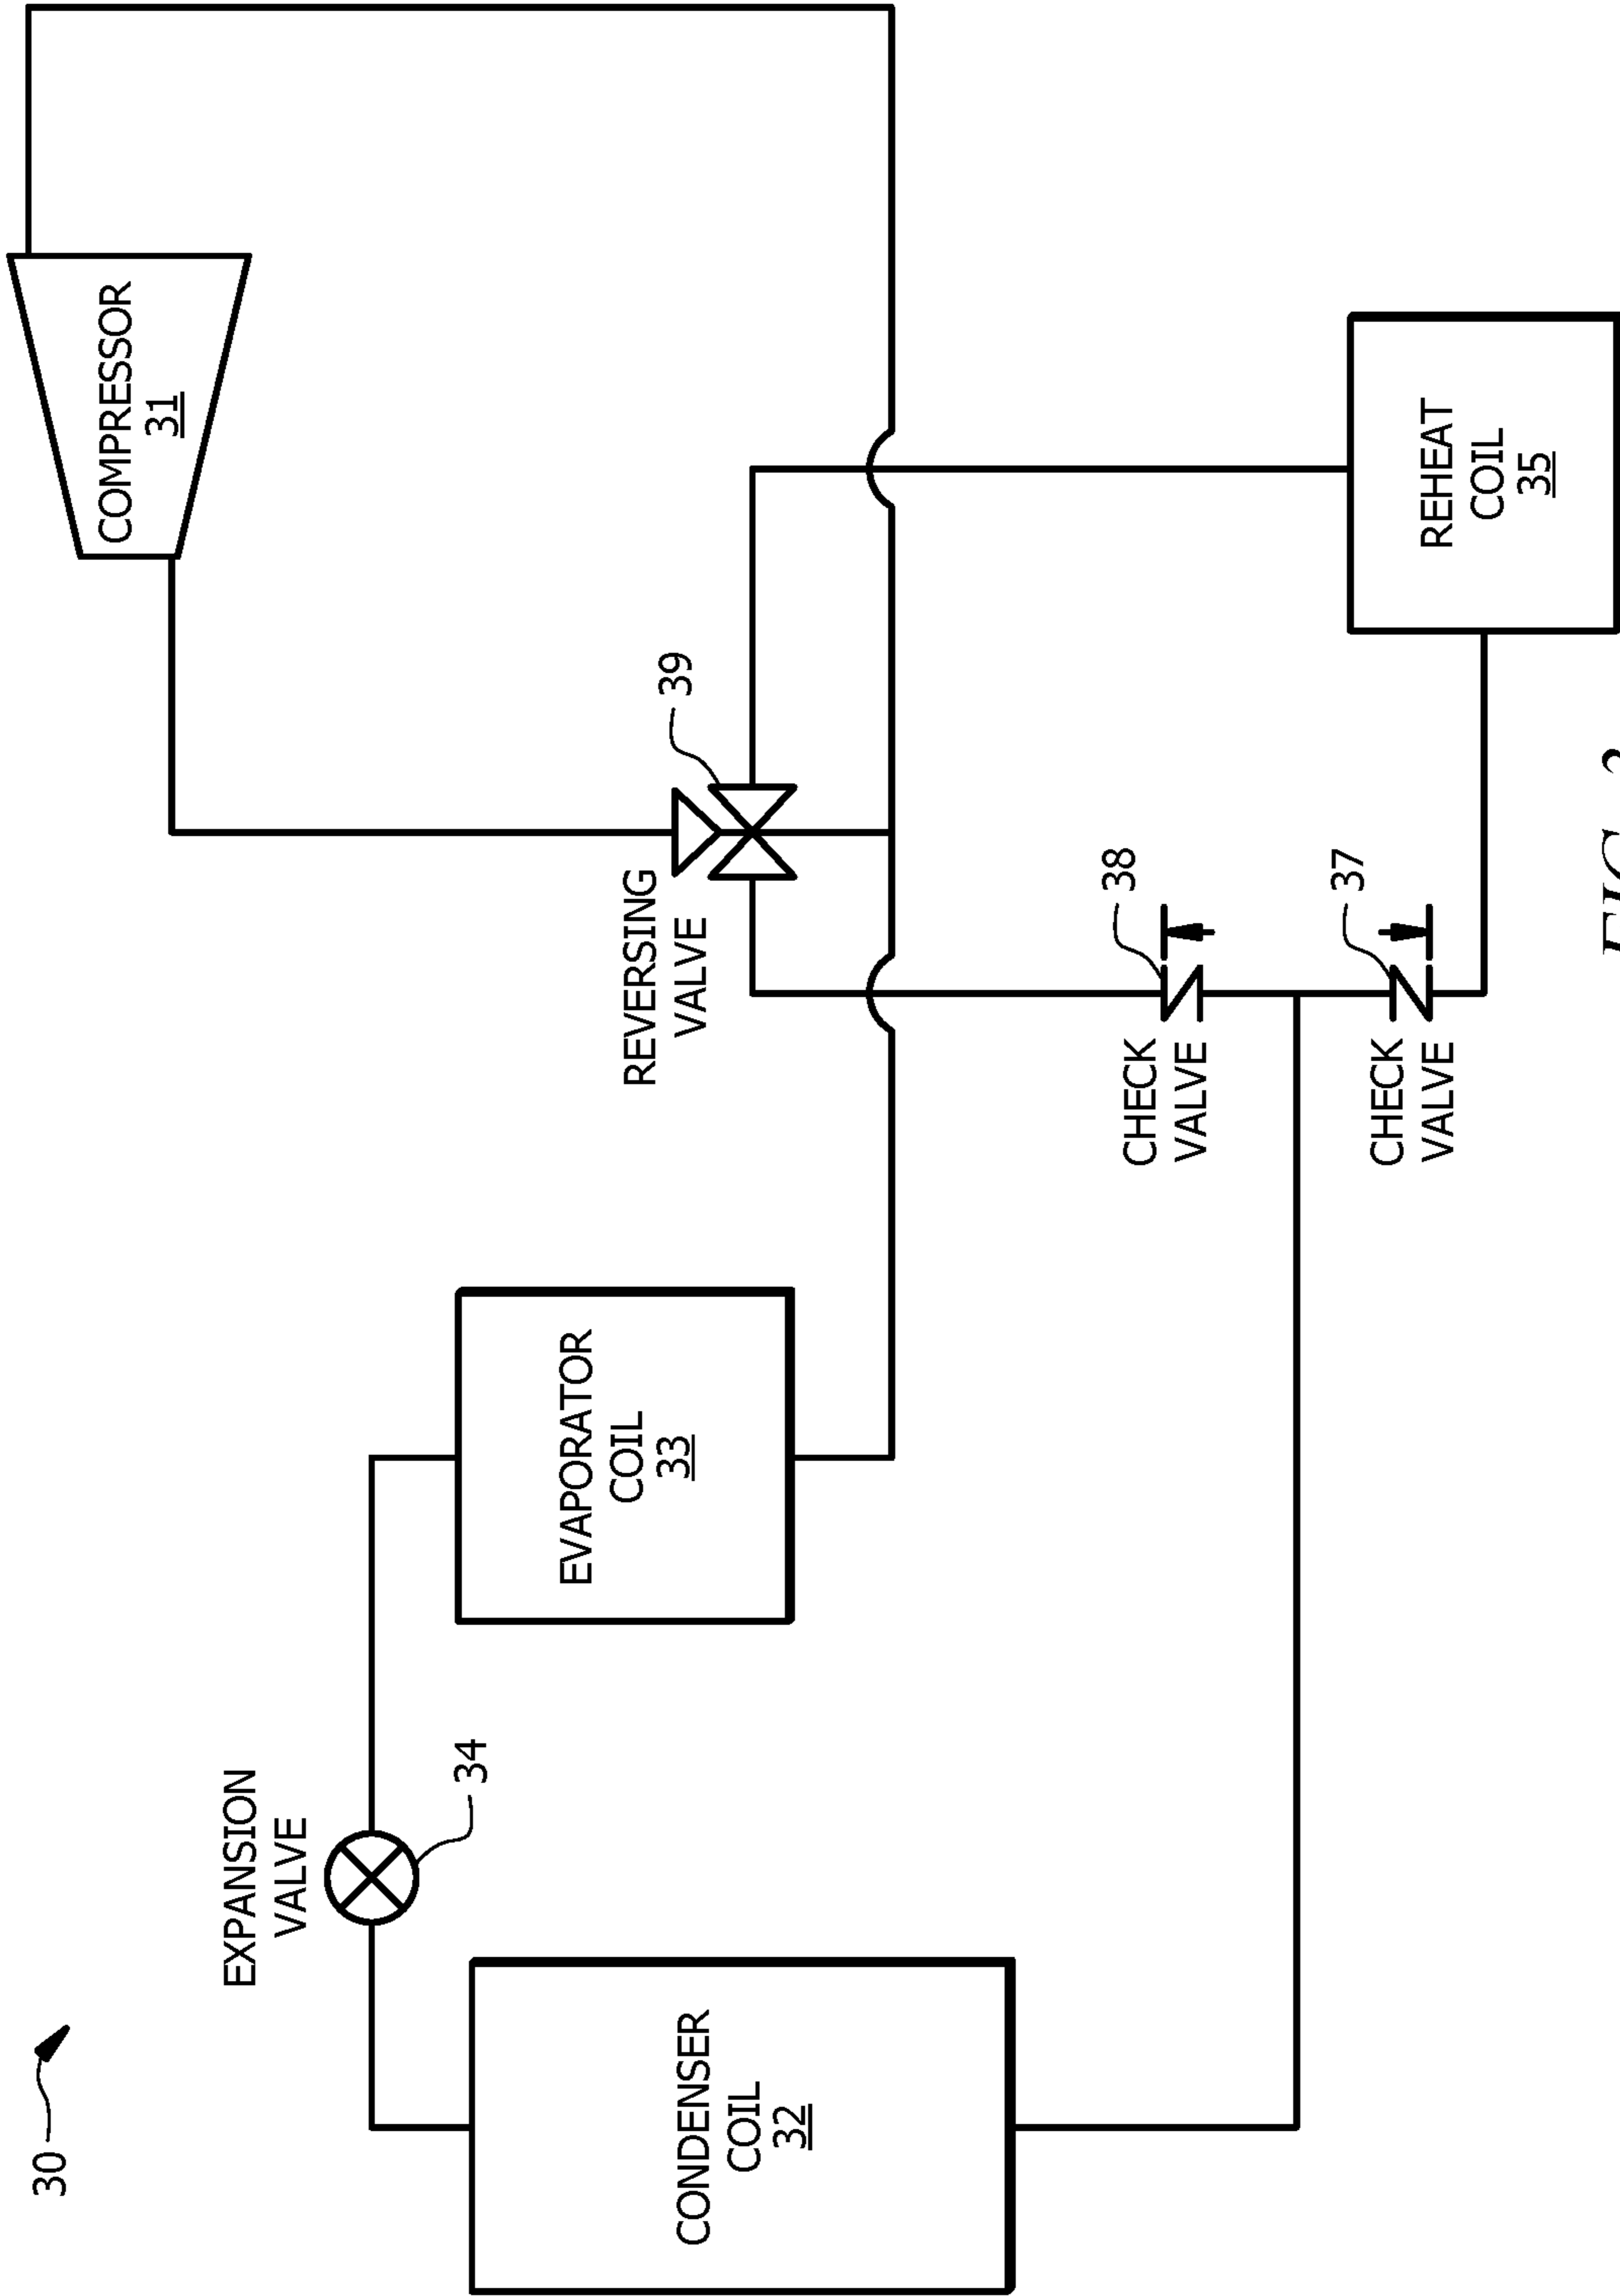 30
COMPRESSOR
31
EXPANSION
VALVE
34
EVAPORATOR
COIL
33
REVERSING
VALVE
39
CONDENSER
COIL
32
CHECK
VALVE
38
CHECK
VALVE
37
REHEAT
COIL
35